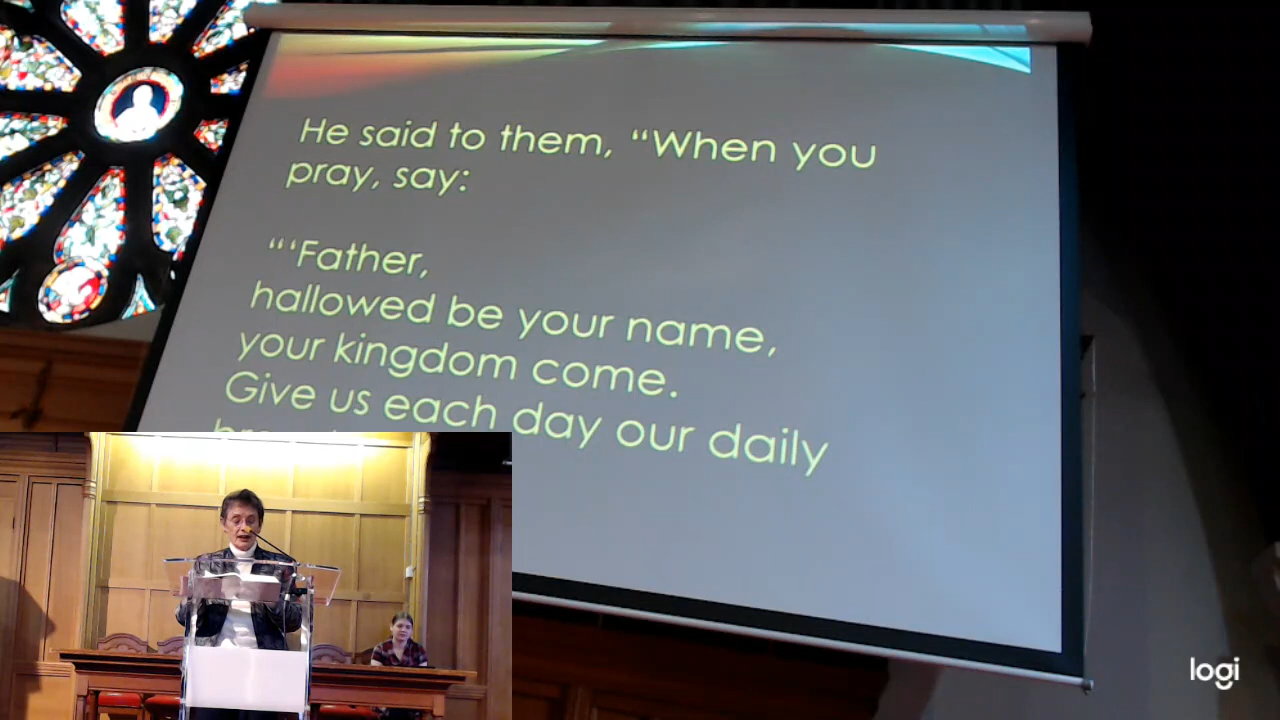 He said to them, “When you
pray, say:
“‘Father,
hallowed be your name,
your kingdom come.
Give us each day our daily
logi